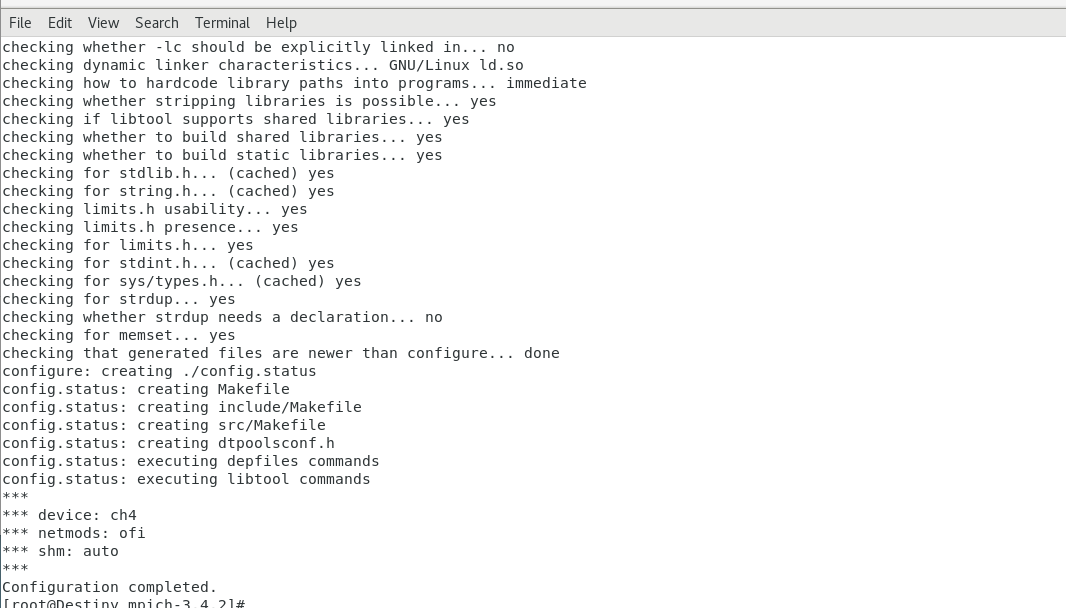 File Edit View Search Terminal Help
checking whether -lc should be explicitly linked in... no
checking dynamic linker characteristics... GNU/Linux ld.so
checking how to hardcode library paths into programs... immediate
checking whether stripping libraries is possible... yes
checking if libtool supports shared libraries... yes
checking whether to build shared libraries... yes
checking whether to build static libraries... yes
checking for stdlib.h... (cached) yes
checking for string.h... (cached) yes
checking limits.h usability... yes
checking limits.h presence... yes
checking for limits.h... yes
checking for stdint.h... (cached) yes
checking for sys/types.h... (cached) yes
checking for strdup... yes
checking whether strdup needs a declaration... no
checking for memset... yes
checking that generated files are newer than configure... done
configure: creating ./config.status
config.status: creating Makefile
config.status: creating include/Makefile
config.status: creating src/Makefile
config.status: creating dtpoolsconf.h
config.status: executing depfiles commands
config.status: executing libtool commands
***
*** device: ch4
*** netmods: ofi
*** shm: auto
***
Configuration completed.
[root@Destiny mpich-3.4.2]#